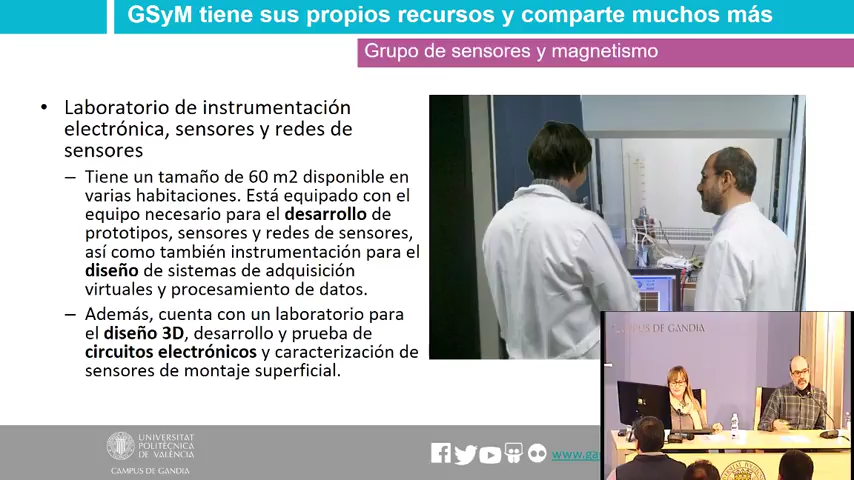 GSyM tiene sus propios recursos y comparte muchos más
Grupo de sensores y magnetismo
• Laboratorio de instrumentación
electrónica, sensores y redes de
sensores
– Tiene un tamaño de 60 m2 disponible en
varias habitaciones. Está equipado con el
equipo necesario para el desarrollo de
prototipos, sensores y redes de sensores,
así como también instrumentación para el
diseño de sistemas de adquisición
virtuales y procesamiento de datos.
– Además, cuenta con un laboratorio para
el diseño 3D, desarrollo y prueba de
circuitos electrónicos y caracterización de
sensores de montaje superficial.
CAMPUS DE GANDIA
UNIVERSITAT
POLITÈCNICA
DE VALÈNCIA
CAMPUS DE GANDIA
www.ga